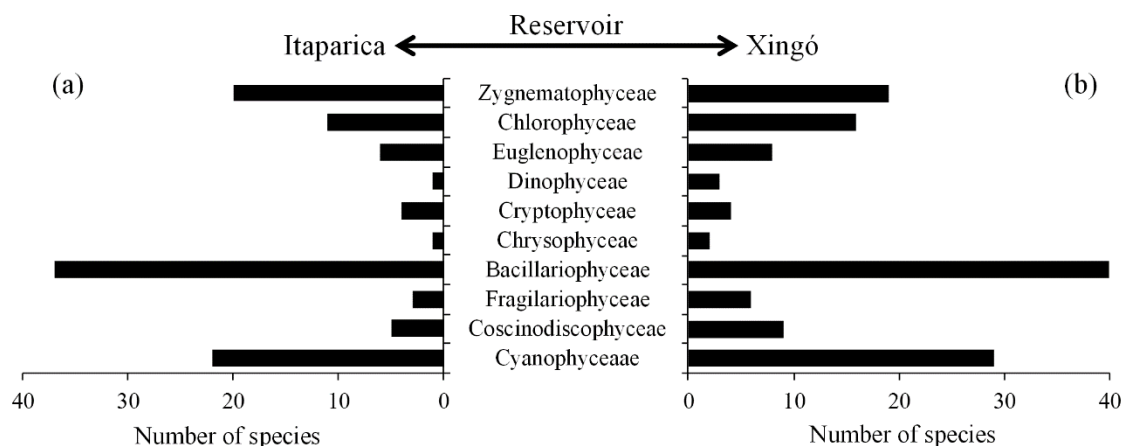 Reservoir
Itaparica Xingó
(a) (b)
Zygnematophyceae
Chlorophyceae
Euglenophyceae
Dinophyceae
Cryptophyceae
Chrysophyceae
Bacillariophyceae
Fragilariophyceae
Coscinodiscophyceae
Cyanophyceaae
40 30 20 10 0 0 10 20 30 40
Number of species Number of species